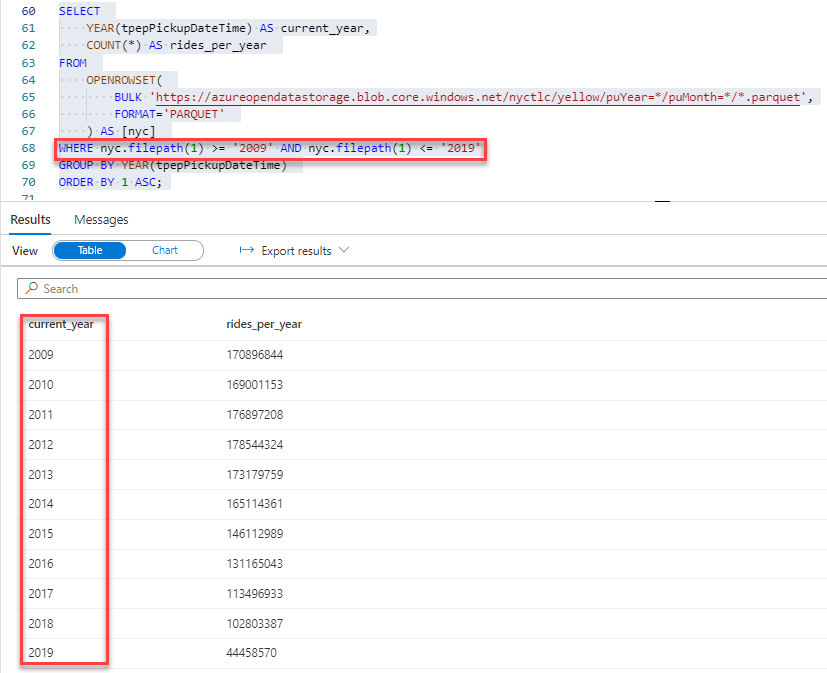 60 SELECT
61 YEAR(tpepPickupDateTime) AS current_year,
62 COUNT(*) AS rides_per_year
63 FROM
64 OPENROWSET(
65 BULK 'https://azureopendatastorage.blob.core.windows.net/nyctlc/yellow/puYear=*/puMonth=*/*.parquet',
66 FORMAT='PARQUET'
67 ) AS [nyc]
68 WHERE nyc.filepath(1) >= '2009' AND nyc.filepath(1) <= '2019'
69 GROUP BY YEAR(tpepPickupDateTime)
70 ORDER BY 1 ASC;
71
Results Messages
View Table Chart Export results
Search
current_year rides_per_year
2009 170896844
2010 169001153
2011 176897208
2012 178544324
2013 173179759
2014 165114361
2015 146112989
2016 131165043
2017 113496933
2018 102803387
2019 44458570